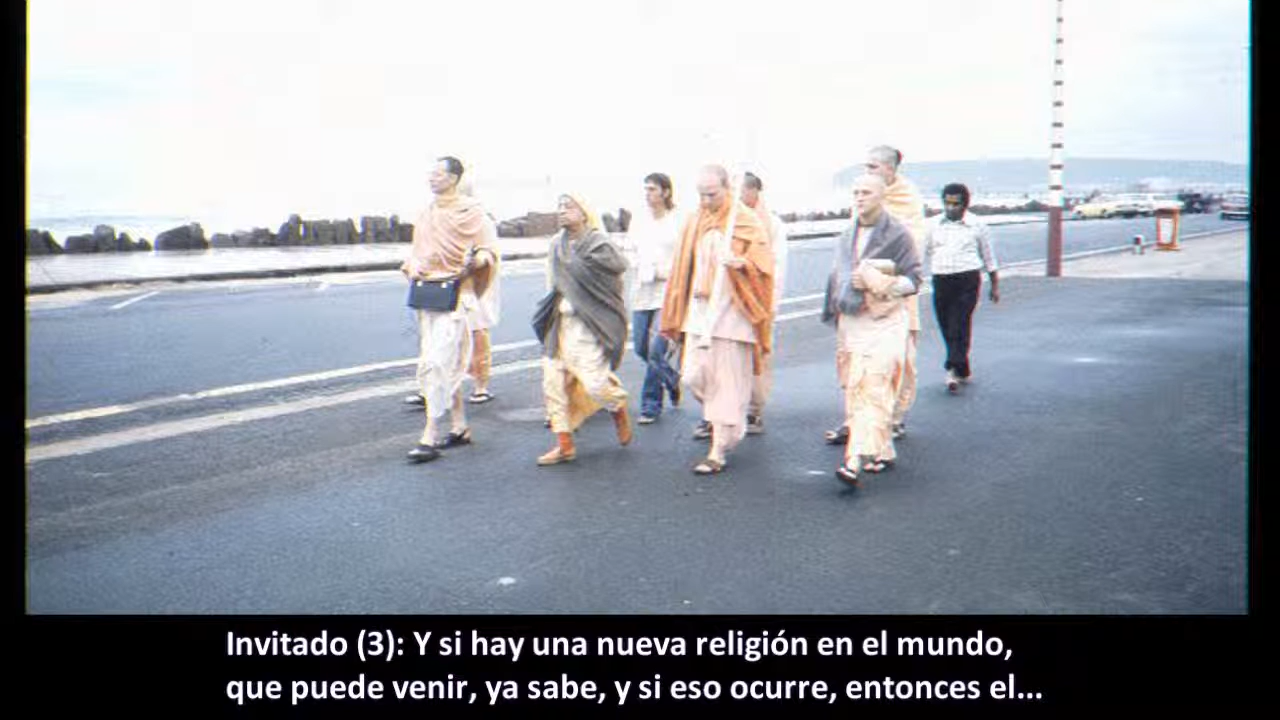 Invitado (3): Y si hay una nueva religión en el mundo,
que puede venir, ya sabe, y si eso ocurre, entonces el...